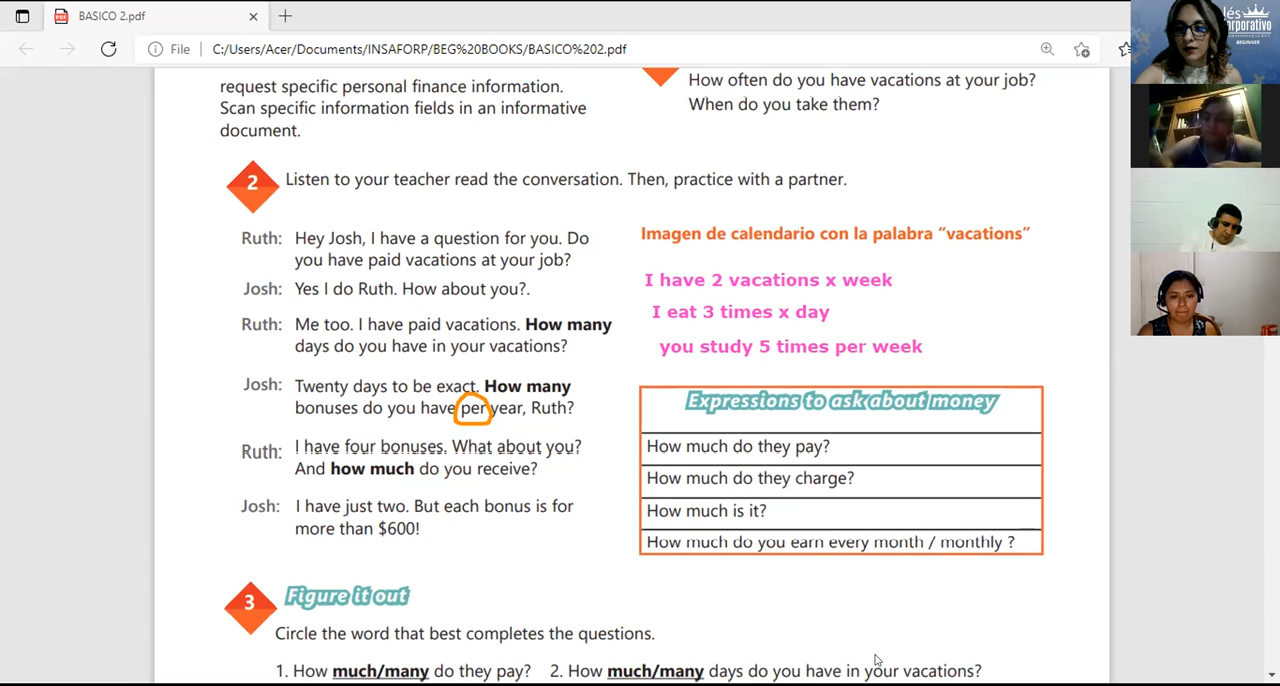 BASICO 2.pdf
File
C:/Users/Acer/Documents/INSAFORP/BEG%20BOOKS/BASICO%202.pdf
lés
orporativo
BEGINNER
request specific personal finance information.
Scan specific information fields in an informative
document.
How often do you have vacations at your job?
When do you take them?
2
Listen to your teacher read the conversation. Then, practice with a partner.
Ruth: Hey Josh, I have a question for you. Do
you have paid vacations at your job?
Josh: Yes I do Ruth. How about you?.
Ruth: Me too. I have paid vacations. How many
days do you have in your vacations?
Josh: Twenty days to be exact. How many
bonuses do you have per year, Ruth?
Ruth: I have four bonuses. What about you?
And how much do you receive?
Josh: I have just two. But each bonus is for
more than $600!
Imagen de calendario con la palabra “vacations”
I have 2 vacations x week
I eat 3 times x day
you study 5 times per week
Expressions to ask about money
How much do they pay?
How much do they charge?
How much is it?
How much do you earn every month / monthly ?
3
Figure it out
Circle the word that best completes the questions.
1. How much/many do they pay? 2. How much/many days do you have in your vacations?